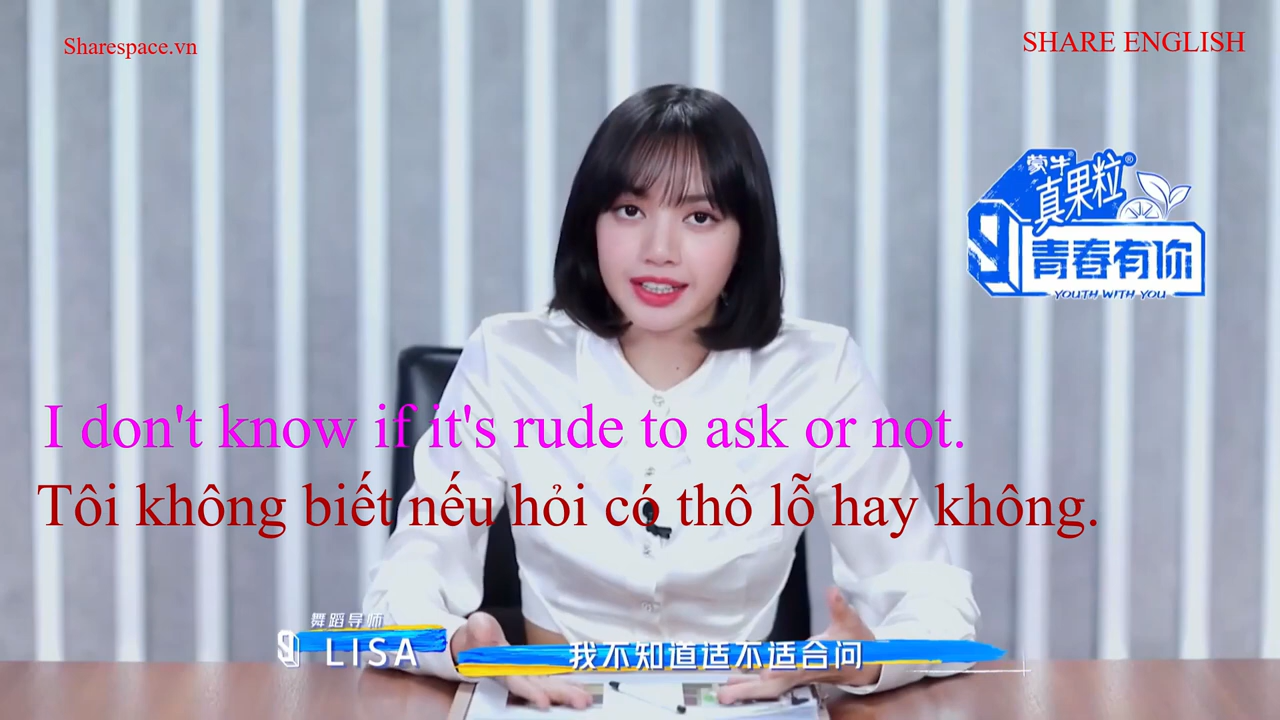 Sharespace.vn
SHARE ENGLISH
蒙牛®
真果粒®
青春有你
YOUTH WITH YOU
I don't know if it's rude to ask or not.
Tôi không biết nếu hỏi có thô lỗ hay không.
舞蹈导师
LISA
我不知道适不适合问